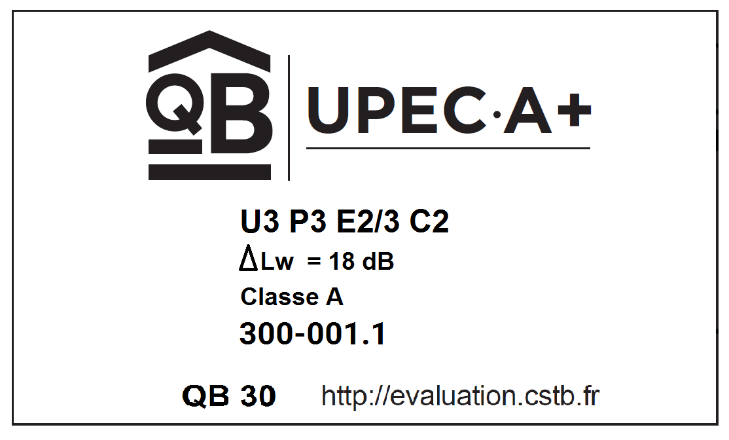 QB UPEC·A+
U3 P3 E2/3 C2
ΔLw = 18 dB
Classe A
300-001.1
QB 30 http://evaluation.cstb.fr